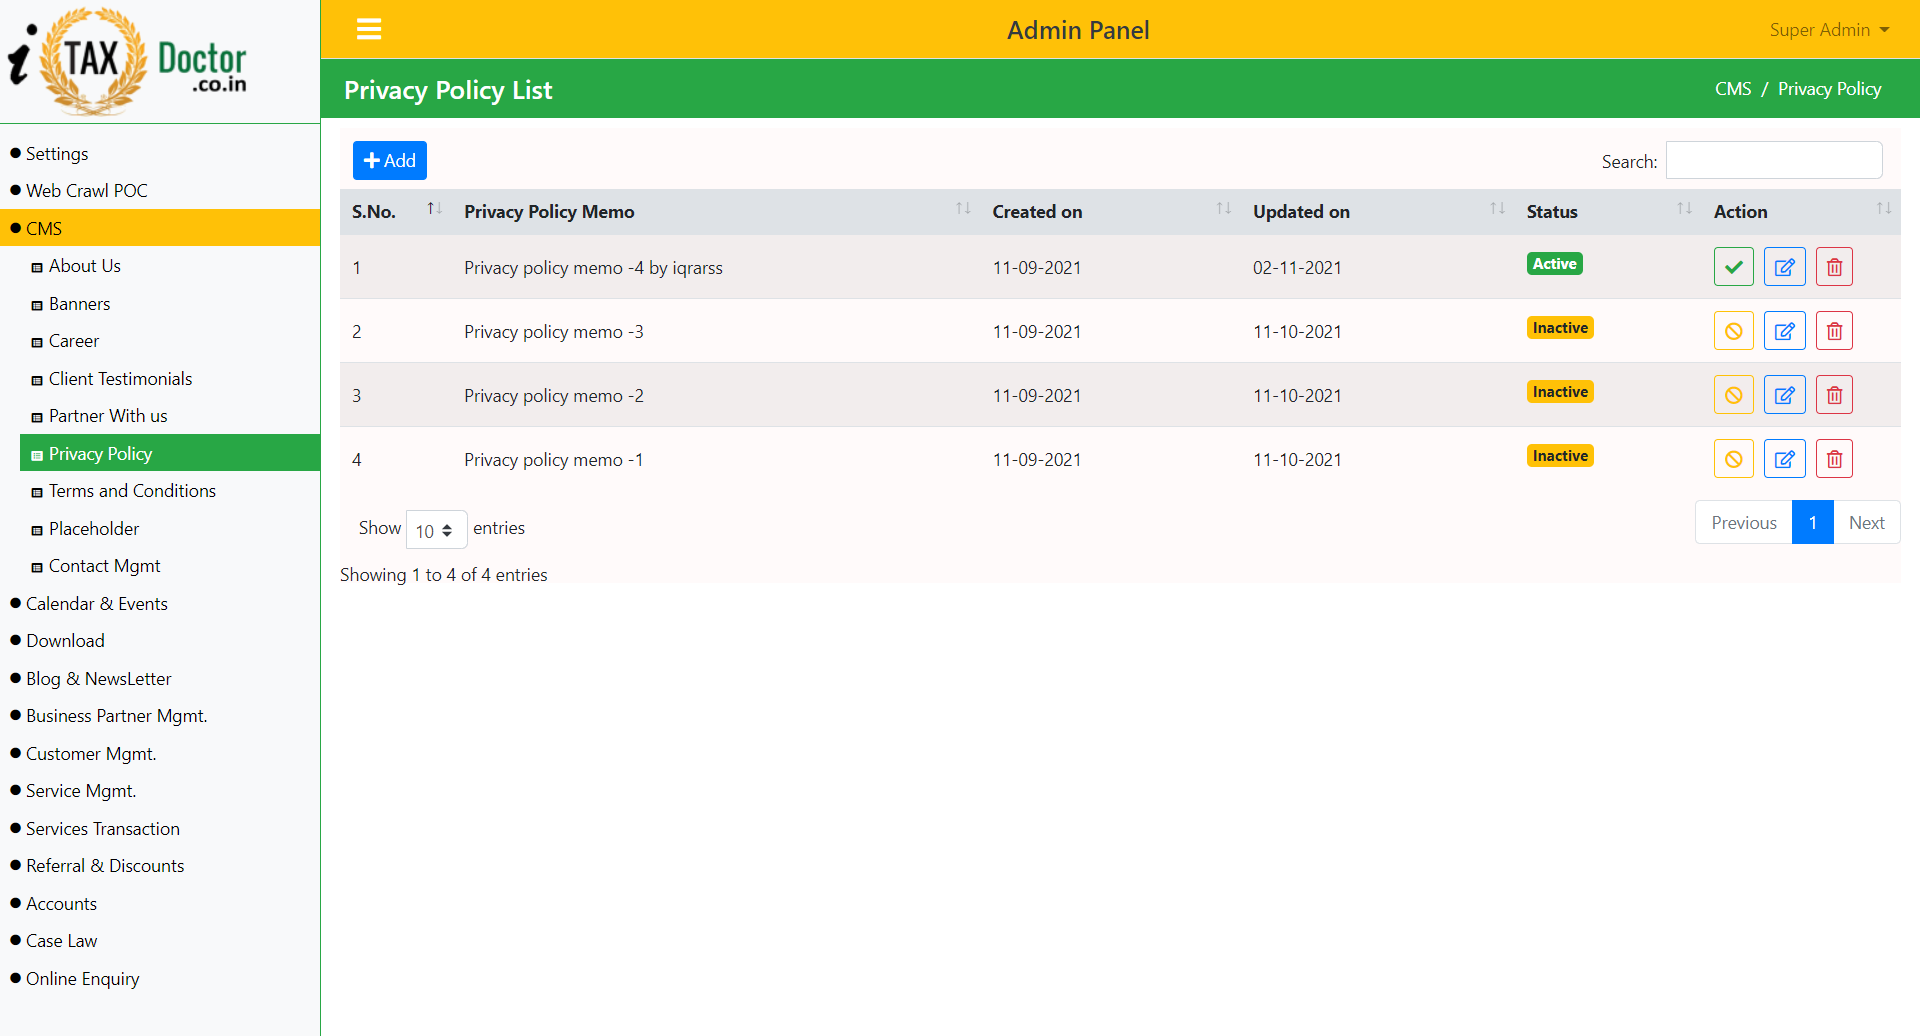 i TAX Doctor
.co.in
Admin Panel
Super Admin
Privacy Policy List
CMS / Privacy Policy
Settings
Web Crawl POC
CMS
About Us
Banners
Career
Client Testimonials
Partner With us
Privacy Policy
Terms and Conditions
Placeholder
Contact Mgmt
Calendar & Events
Download
Blog & NewsLetter
Business Partner Mgmt.
Customer Mgmt.
Service Mgmt.
Services Transaction
Referral & Discounts
Accounts
Case Law
Online Enquiry
Add
Search:
S.No. Privacy Policy Memo Created on Updated on Status Action
1 Privacy policy memo -4 by iqrarss 11-09-2021 02-11-2021 Active
2 Privacy policy memo -3 11-09-2021 11-10-2021 Inactive
3 Privacy policy memo -2 11-09-2021 11-10-2021 Inactive
4 Privacy policy memo -1 11-09-2021 11-10-2021 Inactive
Show 10 entries
Previous 1 Next
Showing 1 to 4 of 4 entries